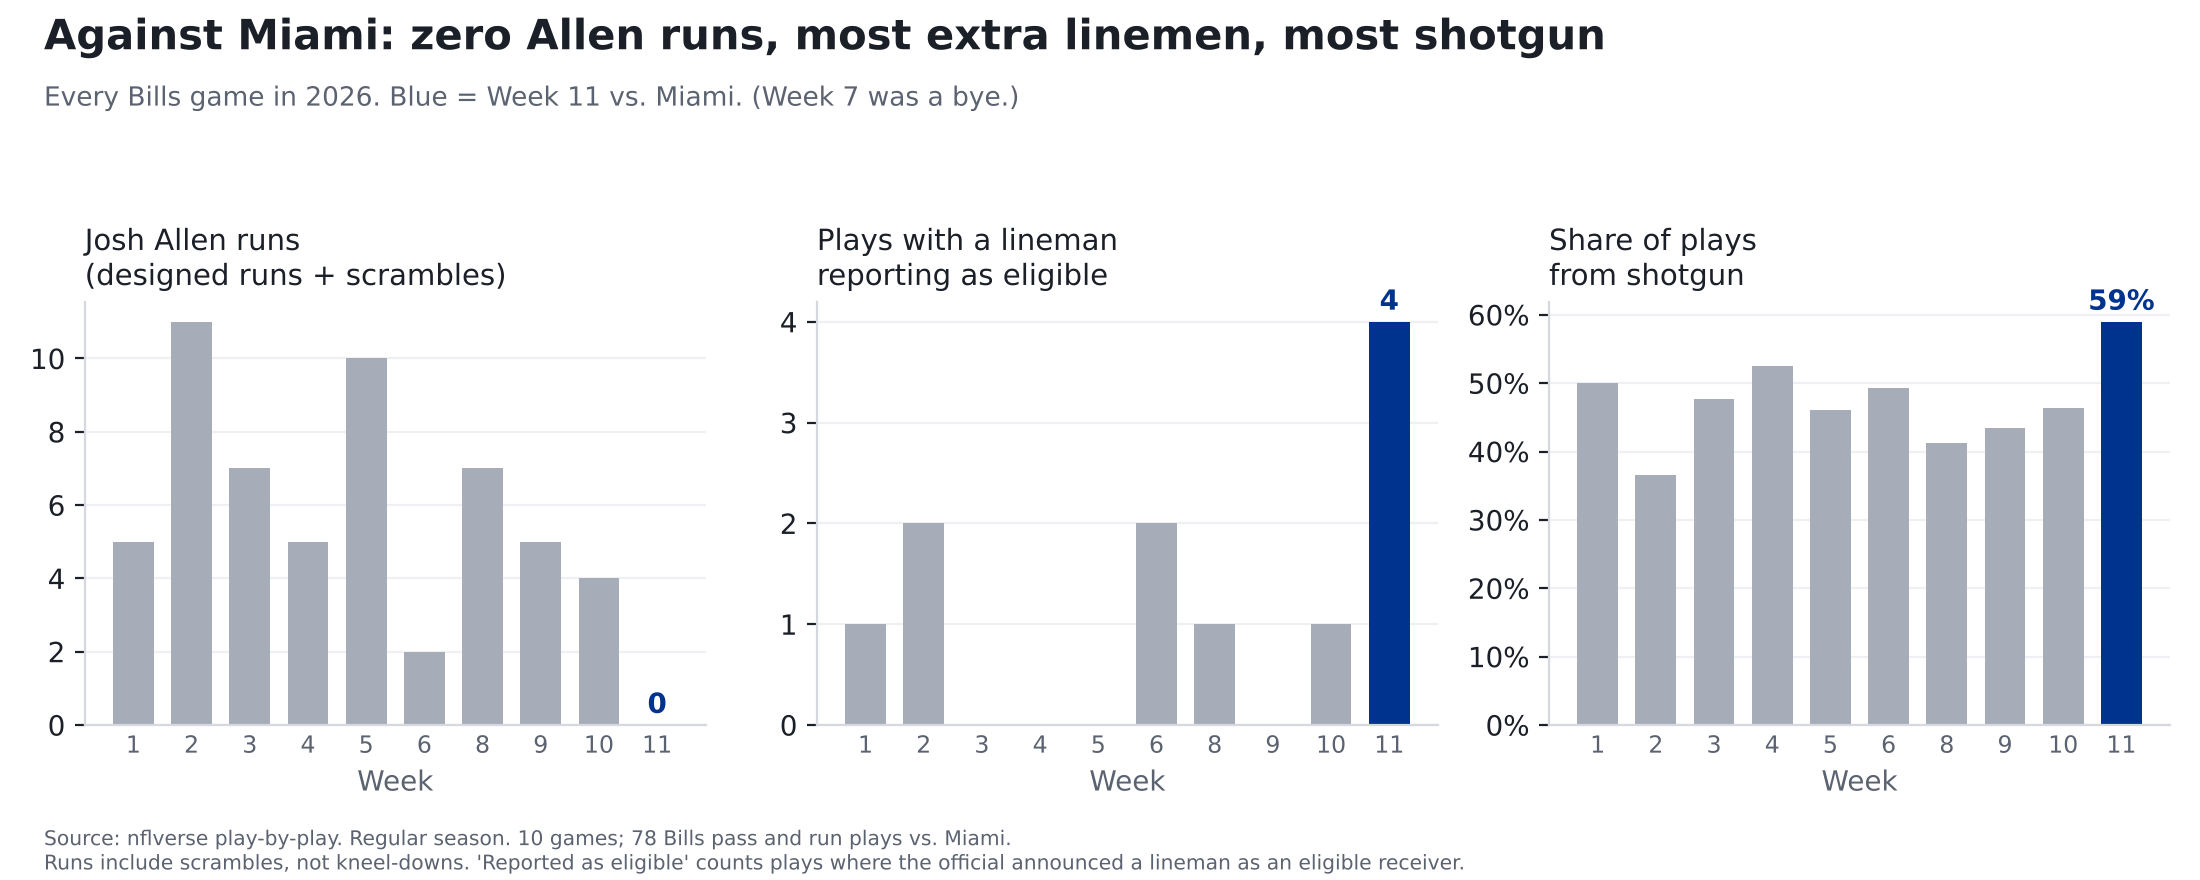 Against Miami: zero Allen runs, most extra linemen, most shotgun
Every Bills game in 2026. Blue = Week 11 vs. Miami. (Week 7 was a bye.)
Josh Allen runs
(designed runs + scrambles)
10
8
6
4
2
0
0
1 2 3 4 5 6 8 9 10 11
Week
Plays with a lineman
reporting as eligible
4
4
3
2
1
0
1 2 3 4 5 6 8 9 10 11
Week
Share of plays
from shotgun
59%
60%
50%
40%
30%
20%
10%
0%
1 2 3 4 5 6 8 9 10 11
Week
Source: nflverse play-by-play. Regular season. 10 games; 78 Bills pass and run plays vs. Miami.
Runs include scrambles, not kneel-downs. 'Reported as eligible' counts plays where the official announced a lineman as an eligible receiver.